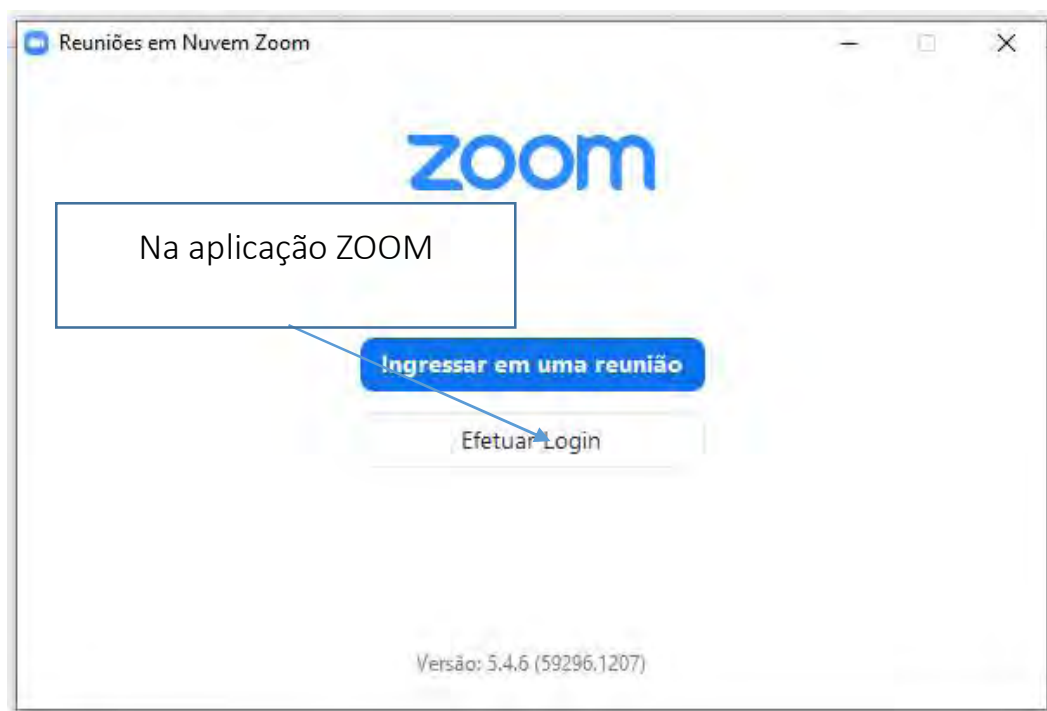 Reuniões em Nuvem Zoom
zoom
Na aplicação ZOOM
Ingressar em uma reunião
Efetuar Login
Versão: 5.4.6 (59296.1207)